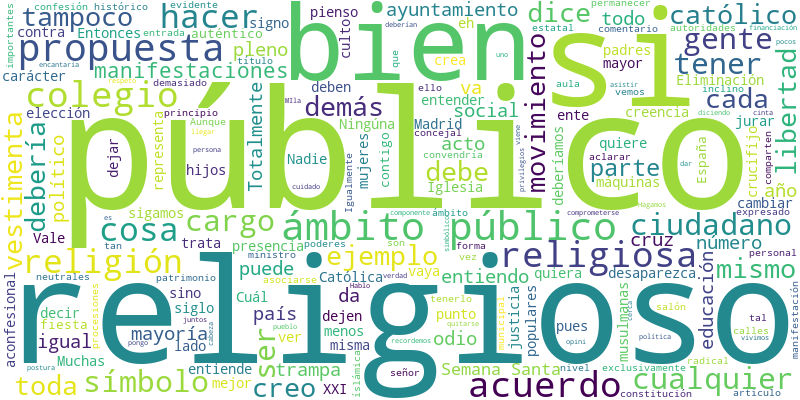 público
religioso
bien
si
ámbito público
propuesta
hacer
tampoco
colegio
gente
tener
católico
dice
todo
ayuntamiento
pleno
manifestaciones
confesión histórico
Entonces
evidente
entrada
auténtico
signo
contra
carácter
título
demasiado
importantes
culto
pienso
que
eh
crea
va
padres
mayor
comentario
permanecer
autoridades
pocos
financiación
deberían
uno
estatal
aula
asistir
vemos
Eliminación
inclino
cinta
encantaría
respeto
elección
principio
Aunque
llegar
persona
dejar
hijos
representa
Totalmente
Ninguna
Nadie
cuidado
demás
deben
ello
entender
Madrid
concejal
contigo
mujeres
Igualmente
convendría
social
acto
debe
Iglesia
movimiento
ente
aclarar
privilegios
viene
quiere
deberíamos
parte
máquinas
creencia
España
crucifijo
dar
diciendo
jurar
comparten
cada
libertad
año
cambiar
expresado
vestimenta
debería
político
Vale
sigamos
cosa
cargo
religión
trata
presencia
poderes
componente
ámbito
simbólico
comprometerse
Hagamos
ciudadano
religiosa
cruz
número
mismo
neutrales
es
tan
patrimonio
ministro
asociarse
ejemplo
son
forma
vez
vaya
entiendo
quiera
desaparezca
personal
aconfesional
decir
fiesta
procesiones
sino
siglo
juntos
puede
Católica
verdad
Hablo
tenerlo
municipal
populares
justicia
pues
musulmanas
cierta
salón
calles
política
vivimos
tal
educación
manifestación
mayoría
Cuál
país
da
dejen
menos
misma
punto
odio
quitarse
igual
lado
ver
pueblo
recordemos
opini
nivel
exclusivamente
radical
Muchas
entiende
cabeza
pongo
ser
trampa
islámica
señor
Semana Santa
constitución
artículo
postura
toda
símbolo
mejor
creo
XXI
acuerdo
cualquier